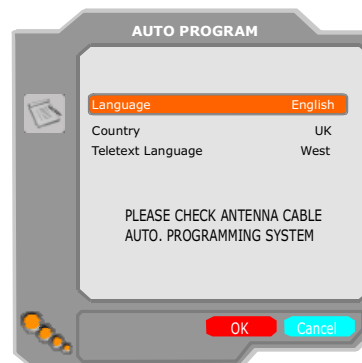 AUTO PROGRAM
Language English
Country UK
Teletext Language West
PLEASE CHECK ANTENNA CABLE
AUTO. PROGRAMMING SYSTEM
OK Cancel